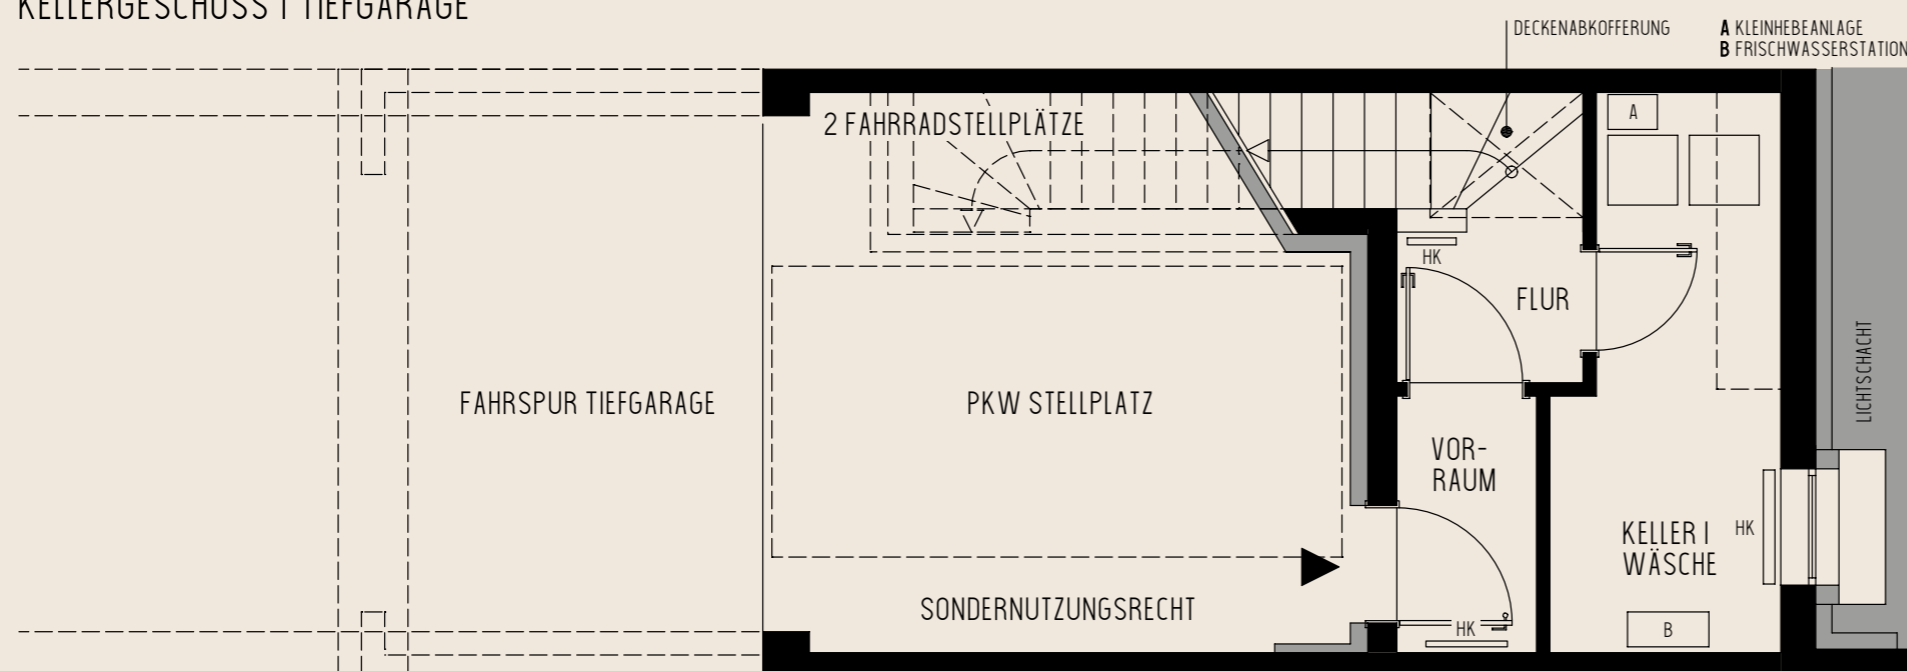 KELLERGESCHOSS I TIEFGARAGE
DECKENABKOFFERUNG
A KLEINHEBEANLAGE
B FRISCHWASSERSTATION
2 FAHRRADSTELLPLÄTZE
A
HK
FLUR
LICHTSCHACHT
FAHRSPUR TIEFGARAGE
PKW STELLPLATZ
VOR-
RAUM
KELLER I
WÄSCHE
HK
SONDERNUTZUNGSRECHT
HK
B